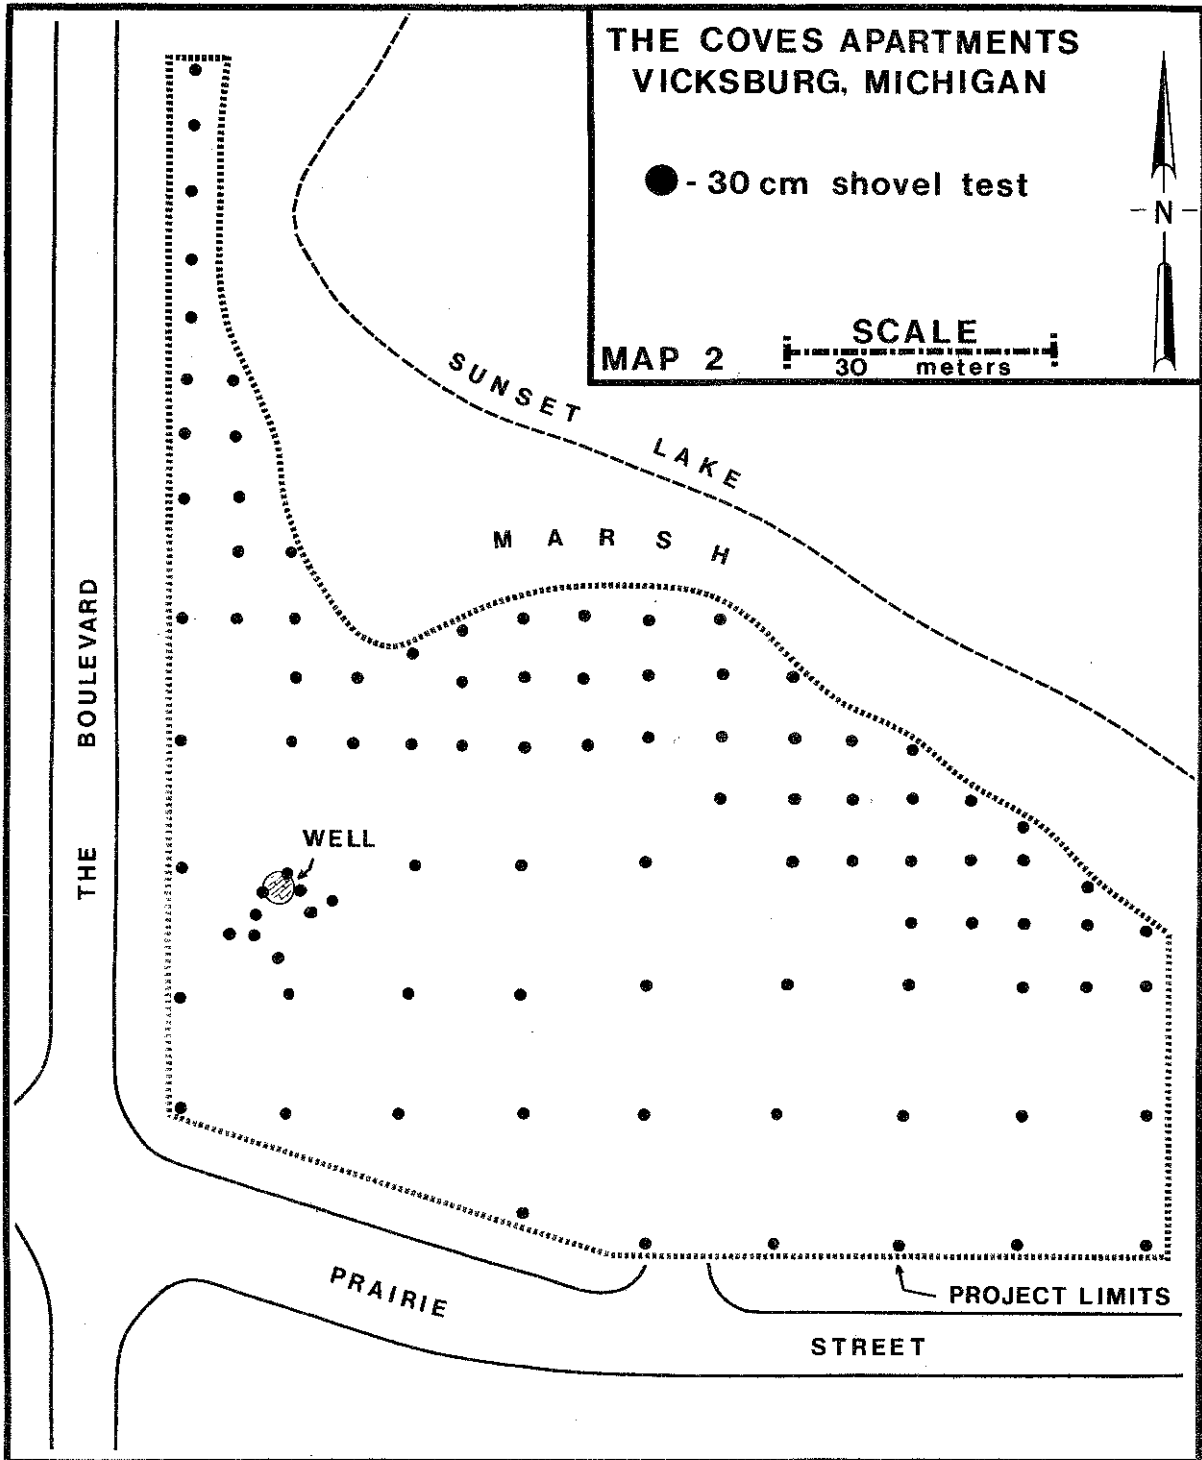 THE COVES APARTMENTS
VICKSBURG, MICHIGAN
- 30 cm shovel test
N
SCALE
30 meters
MAP 2
SUNSET LAKE
MARSH
THE BOULEVARD
WELL
PROJECT LIMITS
PRAIRIE STREET